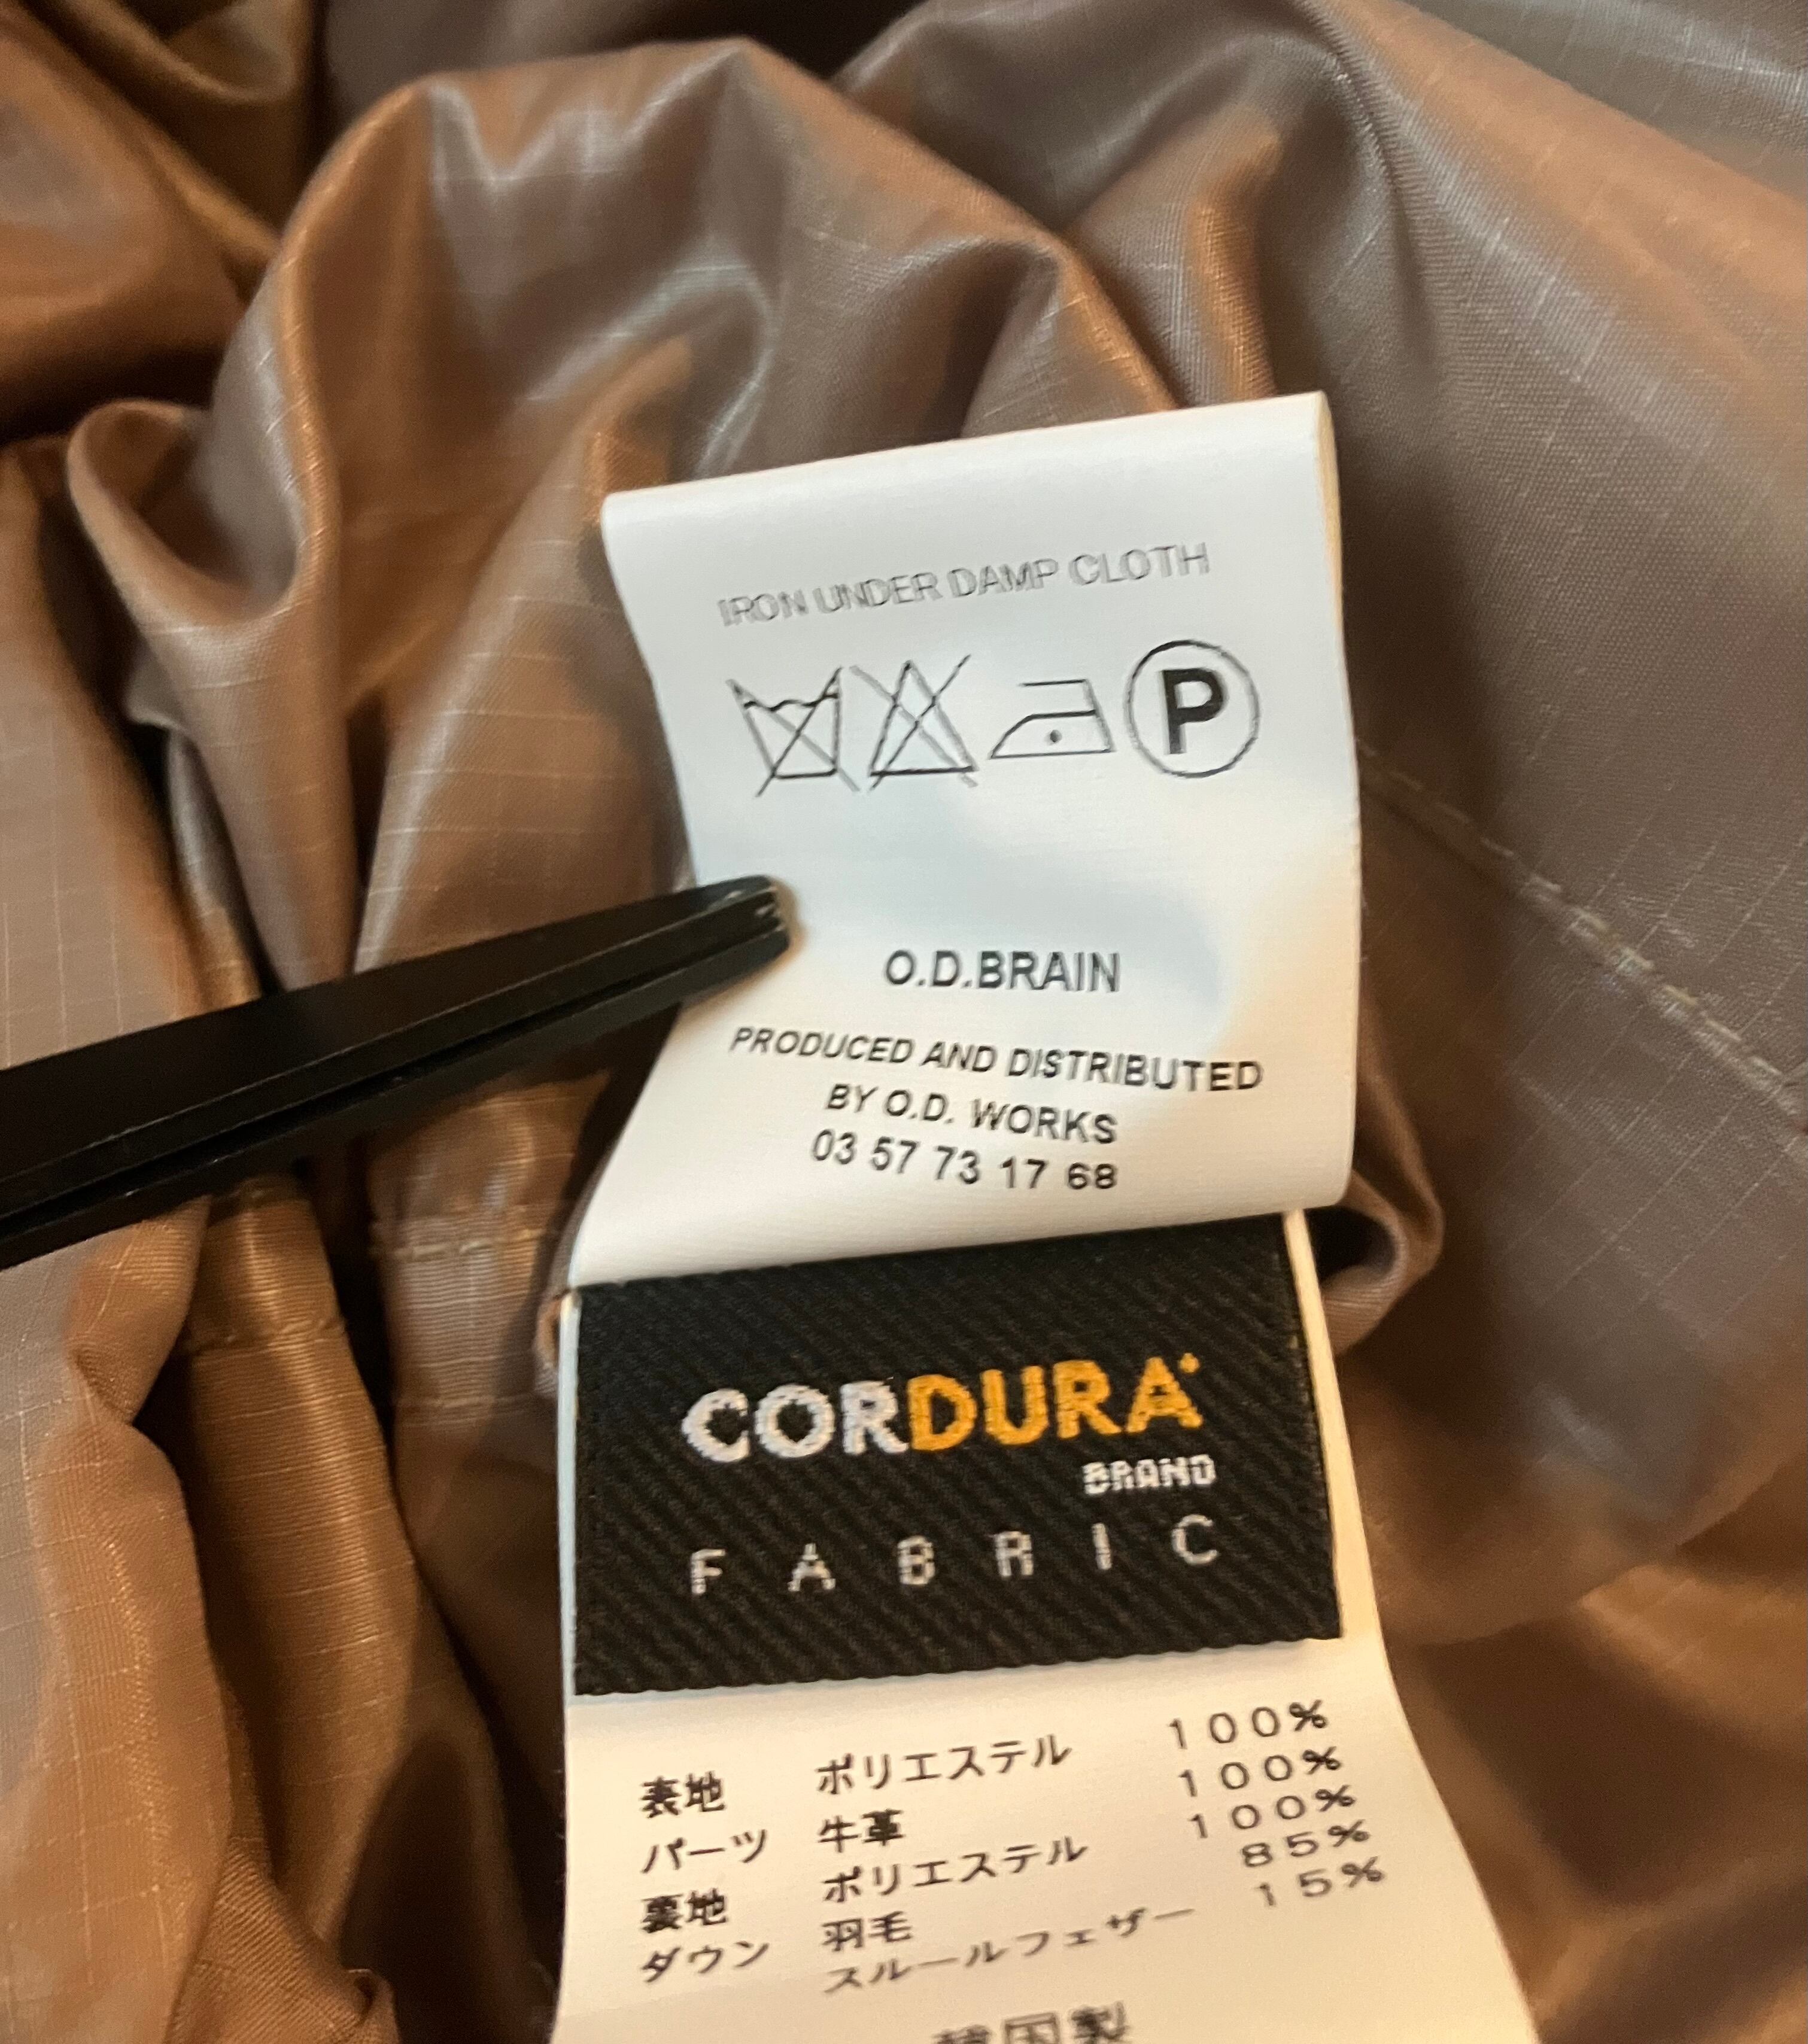 IRON UNDER DAMP CLOTH
P
O.D.BRAIN
PRODUCED AND DISTRIBUTED
BY O.D. WORKS
03 57 73 17 68
CORDURA
BRAND
FABRIC
表地 ポリエステル 100%
パーツ 牛革 100%
裏地 ポリエステル 100%
ダウン 羽毛 85%
スルールフェザー 15%
韓国製